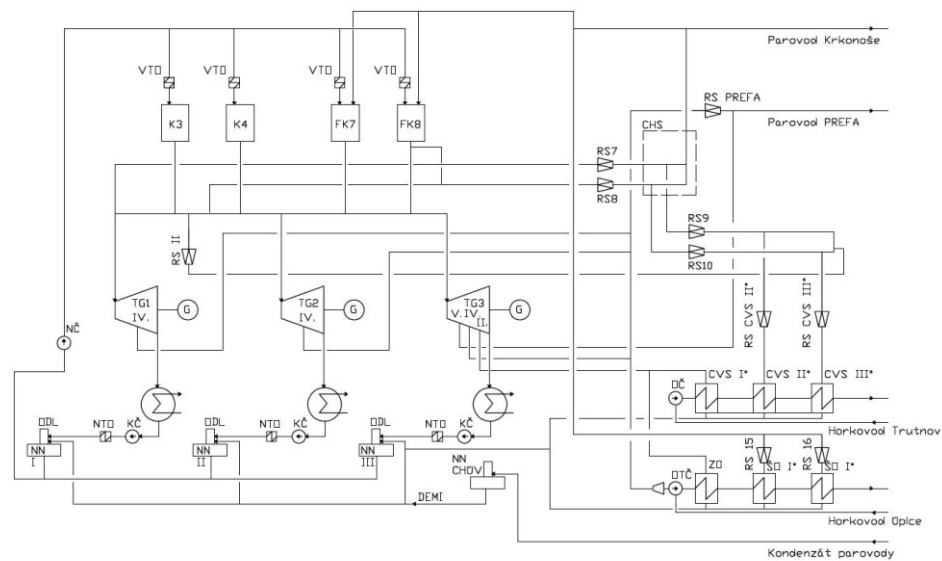 Parovod Krkonoše
VTO
VTO
VTO
VTO
RS PREFA
K3
K4
FK7
FK8
CHS
Parovod PREFA
RS7
RS8
RS9
RS II
RS10
TG1
IV.
G
TG2
IV.
G
TG3
V. IV.
II.
G
RS CVS II*
RS CVS III*
NČ
CVS I*
CVS II*
CVS III*
OČ
ODL
NTO
KČ
ODL
NTO
KČ
ODL
NTO
KČ
Horkovod Trutnov
NN
I
NN
II
NN
III
NN
CHÚV
RS 15
RS 16
ZO
ŠO I*
ŠO I*
OTČ
DEMI
Horkovod Úpice
Kondenzát parovody